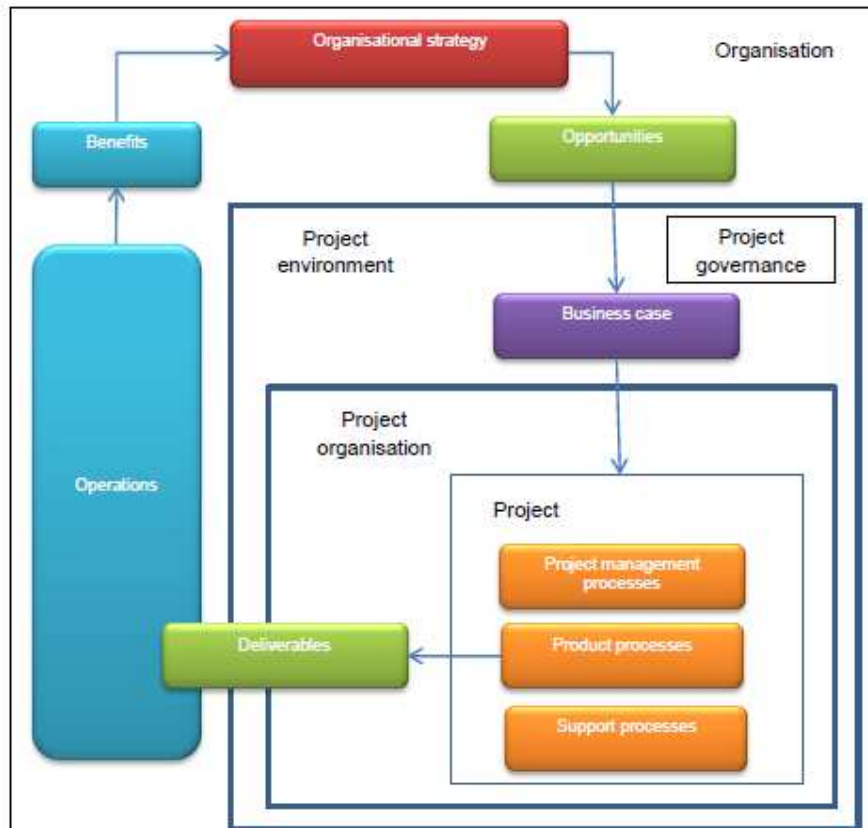 Organisational strategy
Organisation
Benefits
Opportunities
Project
environment
Project
governance
Business case
Project
organisation
Operations
Project
Project management
processes
Deliverables
Product processes
Support processes